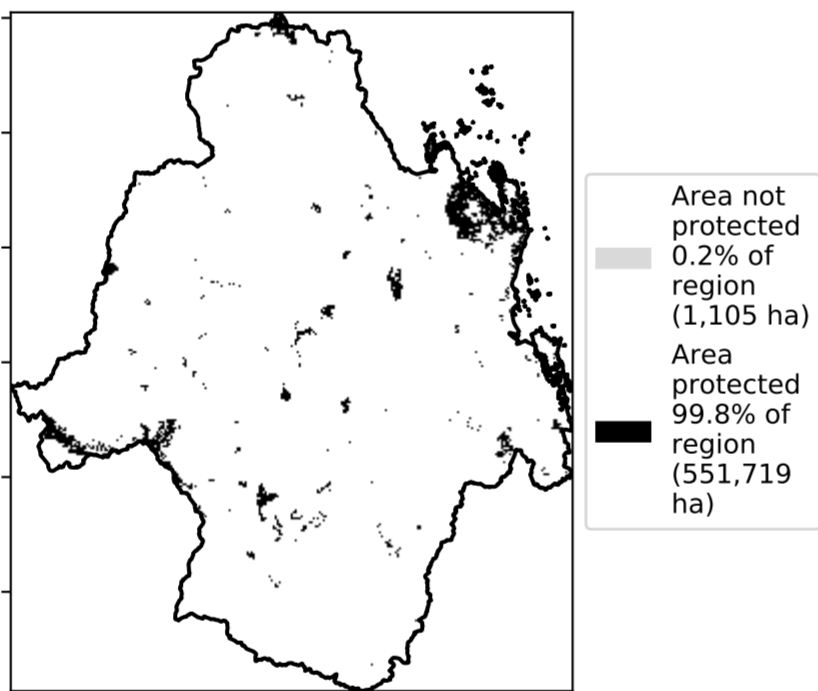 Area not
protected
0.2% of
region
(1,105 ha)
Area
protected
99.8% of
region
(551,719
ha)